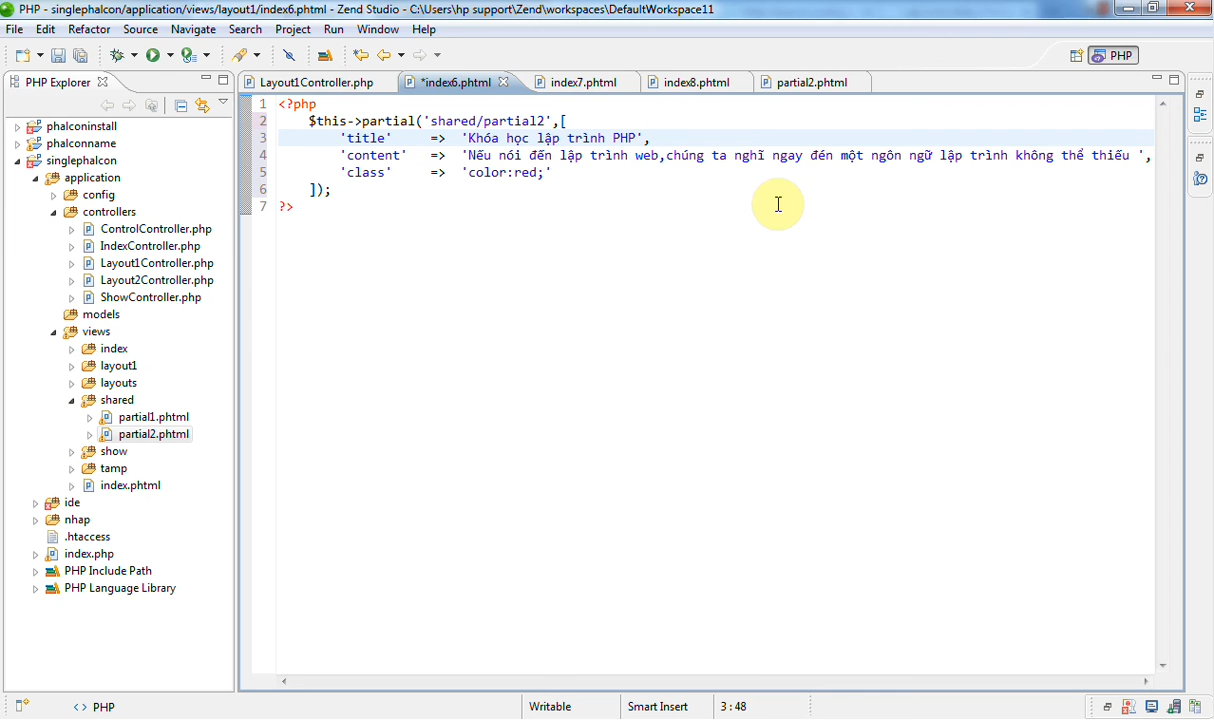 PHP - singlephalcon/application/views/layout1/index6.phtml - Zend Studio - C:\Users\hp support\Zend\workspaces\DefaultWorkspace11
File Edit Refactor Source Navigate Search Project Run Window Help
PHP
PHP Explorer
Layout1Controller.php *index6.phtml index7.phtml index8.phtml partial2.phtml
phalconinstall
phalconname
singlephalcon
application
config
controllers
ControlController.php
IndexController.php
Layout1Controller.php
Layout2Controller.php
ShowController.php
models
views
index
layout1
layouts
shared
partial1.phtml
partial2.phtml
show
tamp
index.phtml
ide
nhap
.htaccess
index.php
PHP Include Path
PHP Language Library
1 <?php
2 $this->partial('shared/partial2',[
3 'title' => 'Khóa học lập trình PHP',
4 'content' => 'Nếu nói đến lập trình web,chúng ta nghĩ ngay đén một ngôn ngữ lập trình không thể thiếu ',
5 'class' => 'color:red;'
6 ]);
7 ?>
<> PHP Writable Smart Insert 3 : 48